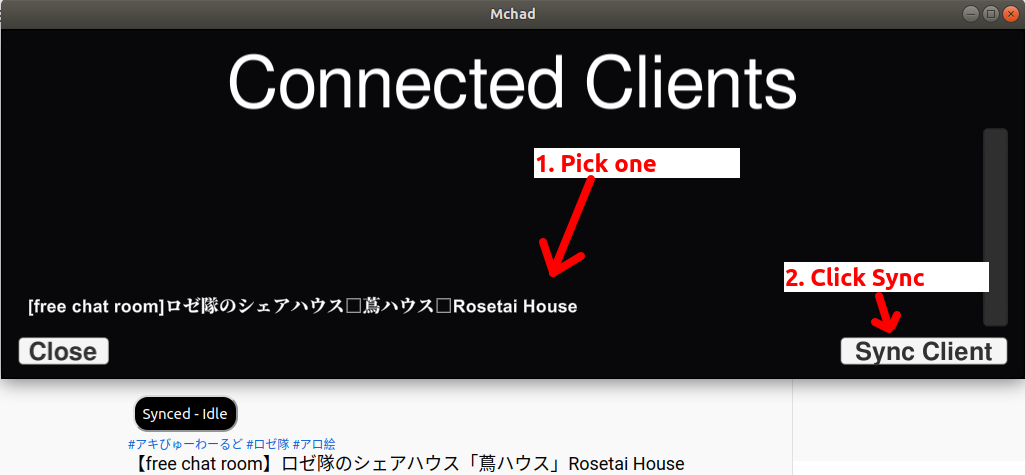 Mchad
Connected Clients
1. Pick one
2. Click Sync
[free chat room]ロゼ隊のシェアハウス□蔦ハウス□Rosetai House
Close
Sync Client
Synced - Idle
#アキびゅーわーるど #ロゼ隊 #アロ絵
【free chat room】ロゼ隊のシェアハウス「蔦ハウス」Rosetai House